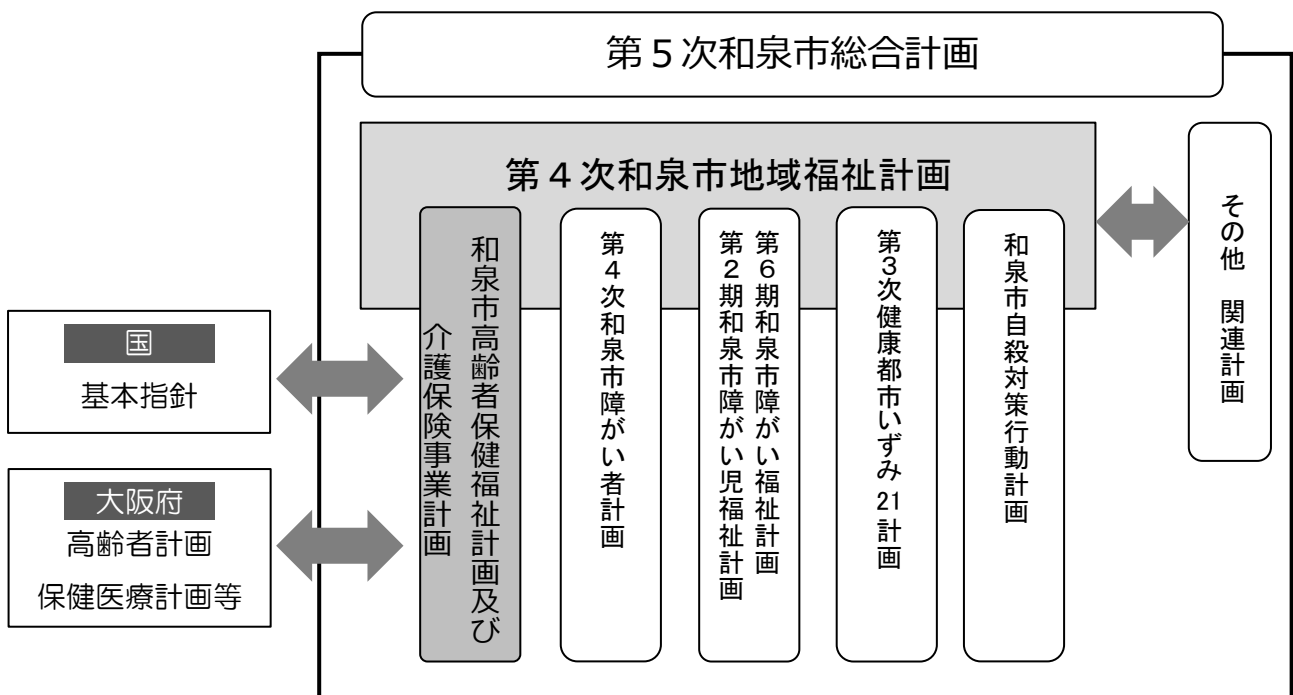 第5次和泉市総合計画
第4次和泉市地域福祉計画
和泉市高齢者保健福祉計画及び
介護保険事業計画
第4次和泉市障がい者計画
第6期和泉市障がい福祉計画
第2期和泉市障がい児福祉計画
第3次健康都市いずみ21計画
和泉市自殺対策行動計画
その他 関連計画
国
基本指針
大阪府
高齢者計画
保健医療計画等